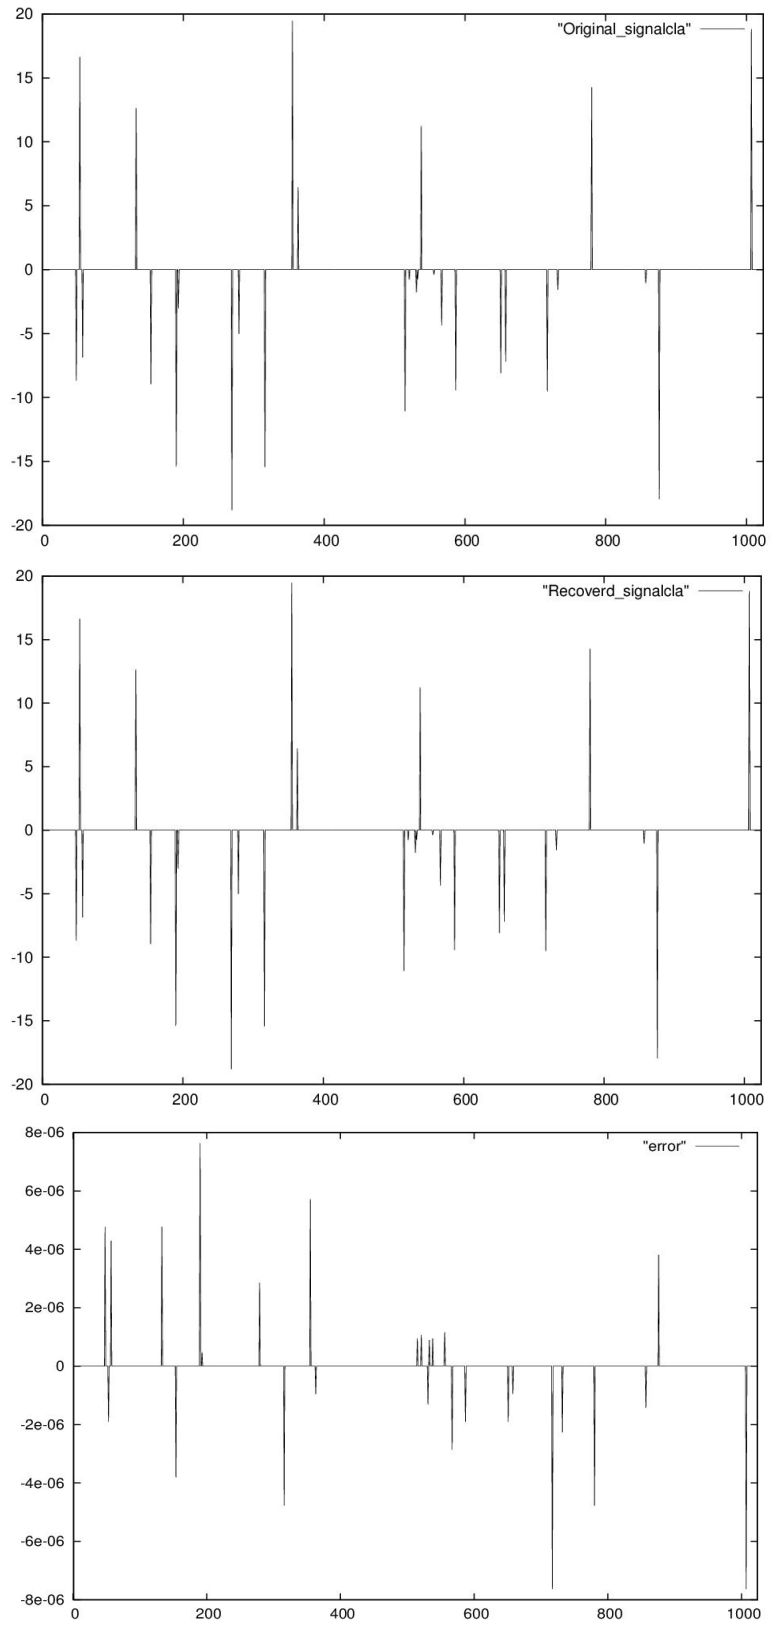 20
"Original_signalcla"
15
10
5
0
-5
-10
-15
-20
0 200 400 600 800 1000
20
"Recoverd_signalcla"
15
10
5
0
-5
-10
-15
-20
0 200 400 600 800 1000
8e-06
"error"
6e-06
4e-06
2e-06
0
-2e-06
-4e-06
-6e-06
-8e-06
0 200 400 600 800 1000